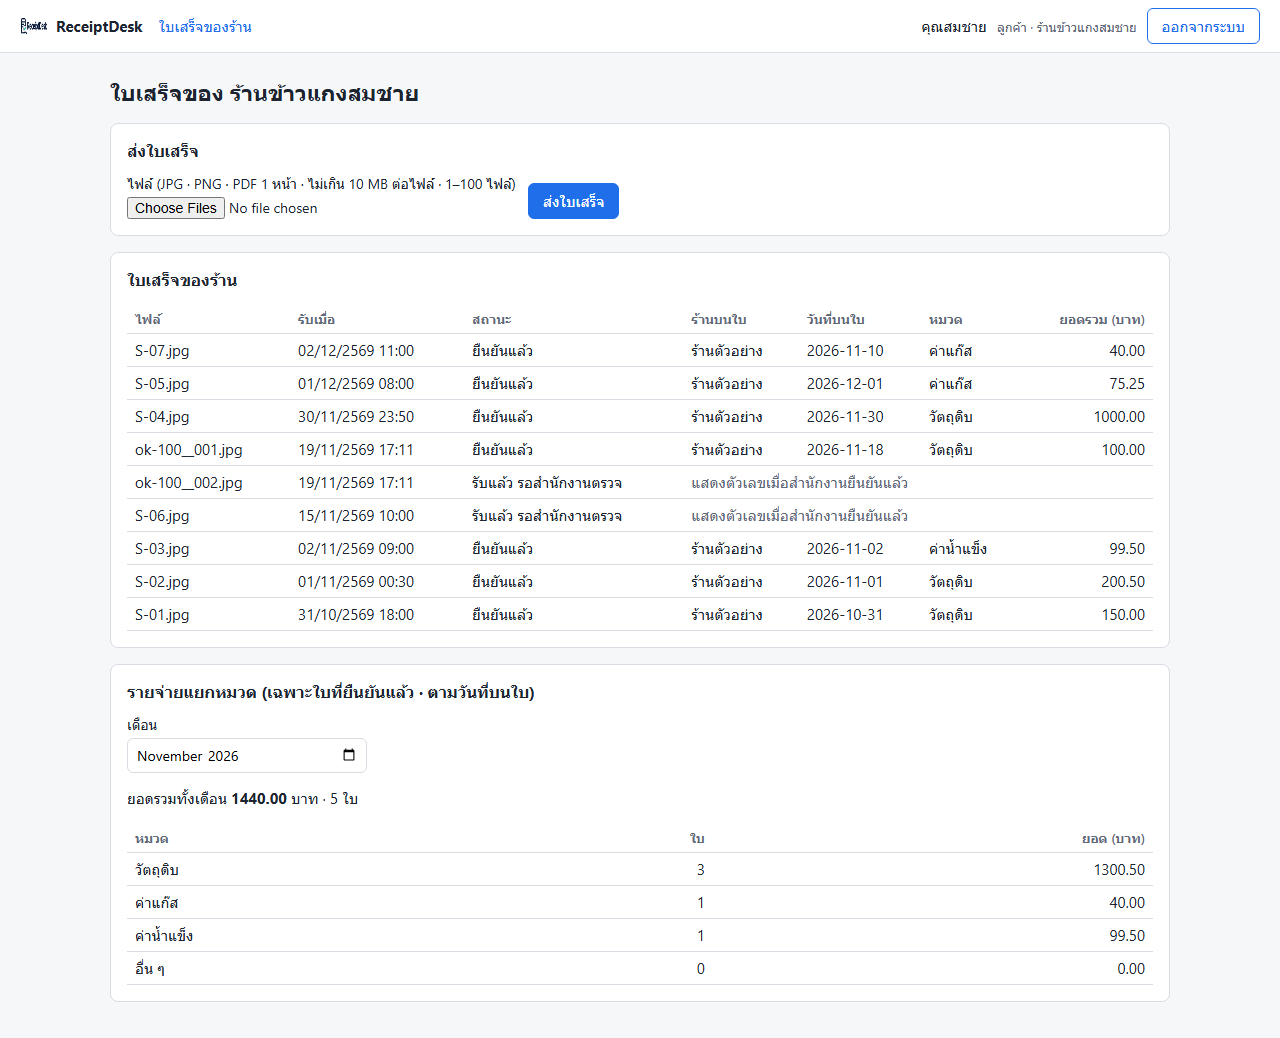 ReceiptDesk ใบเสร็จของร้าน คุณสมชาย ลูกค้า · ร้านข้าวแกงสมชาย ออกจากระบบ
ใบเสร็จของ ร้านข้าวแกงสมชาย
ส่งใบเสร็จ
ไฟล์ (JPG · PNG · PDF 1 หน้า · ไม่เกิน 10 MB ต่อไฟล์ · 1–100 ไฟล์)
Choose Files No file chosen ส่งใบเสร็จ
ใบเสร็จของร้าน
ไฟล์ รับเมื่อ สถานะ ร้านบนใบ วันที่บนใบ หมวด ยอดรวม (บาท)
S-07.jpg 02/12/2569 11:00 ยืนยันแล้ว ร้านตัวอย่าง 2026-11-10 ค่าแก๊ส 40.00
S-05.jpg 01/12/2569 08:00 ยืนยันแล้ว ร้านตัวอย่าง 2026-12-01 ค่าแก๊ส 75.25
S-04.jpg 30/11/2569 23:50 ยืนยันแล้ว ร้านตัวอย่าง 2026-11-30 วัตถุดิบ 1000.00
ok-100__001.jpg 19/11/2569 17:11 ยืนยันแล้ว ร้านตัวอย่าง 2026-11-18 วัตถุดิบ 100.00
ok-100__002.jpg 19/11/2569 17:11 รับแล้ว รอสำนักงานตรวจ แสดงตัวเลขเมื่อสำนักงานยืนยันแล้ว
S-06.jpg 15/11/2569 10:00 รับแล้ว รอสำนักงานตรวจ แสดงตัวเลขเมื่อสำนักงานยืนยันแล้ว
S-03.jpg 02/11/2569 09:00 ยืนยันแล้ว ร้านตัวอย่าง 2026-11-02 ค่าน้ำแข็ง 99.50
S-02.jpg 01/11/2569 00:30 ยืนยันแล้ว ร้านตัวอย่าง 2026-11-01 วัตถุดิบ 200.50
S-01.jpg 31/10/2569 18:00 ยืนยันแล้ว ร้านตัวอย่าง 2026-10-31 วัตถุดิบ 150.00
รายจ่ายแยกหมวด (เฉพาะใบที่ยืนยันแล้ว · ตามวันที่บนใบ)
เดือน
November 2026
ยอดรวมทั้งเดือน 1440.00 บาท · 5 ใบ
หมวด ใบ ยอด (บาท)
วัตถุดิบ 3 1300.50
ค่าแก๊ส 1 40.00
ค่าน้ำแข็ง 1 99.50
อื่น ๆ 0 0.00